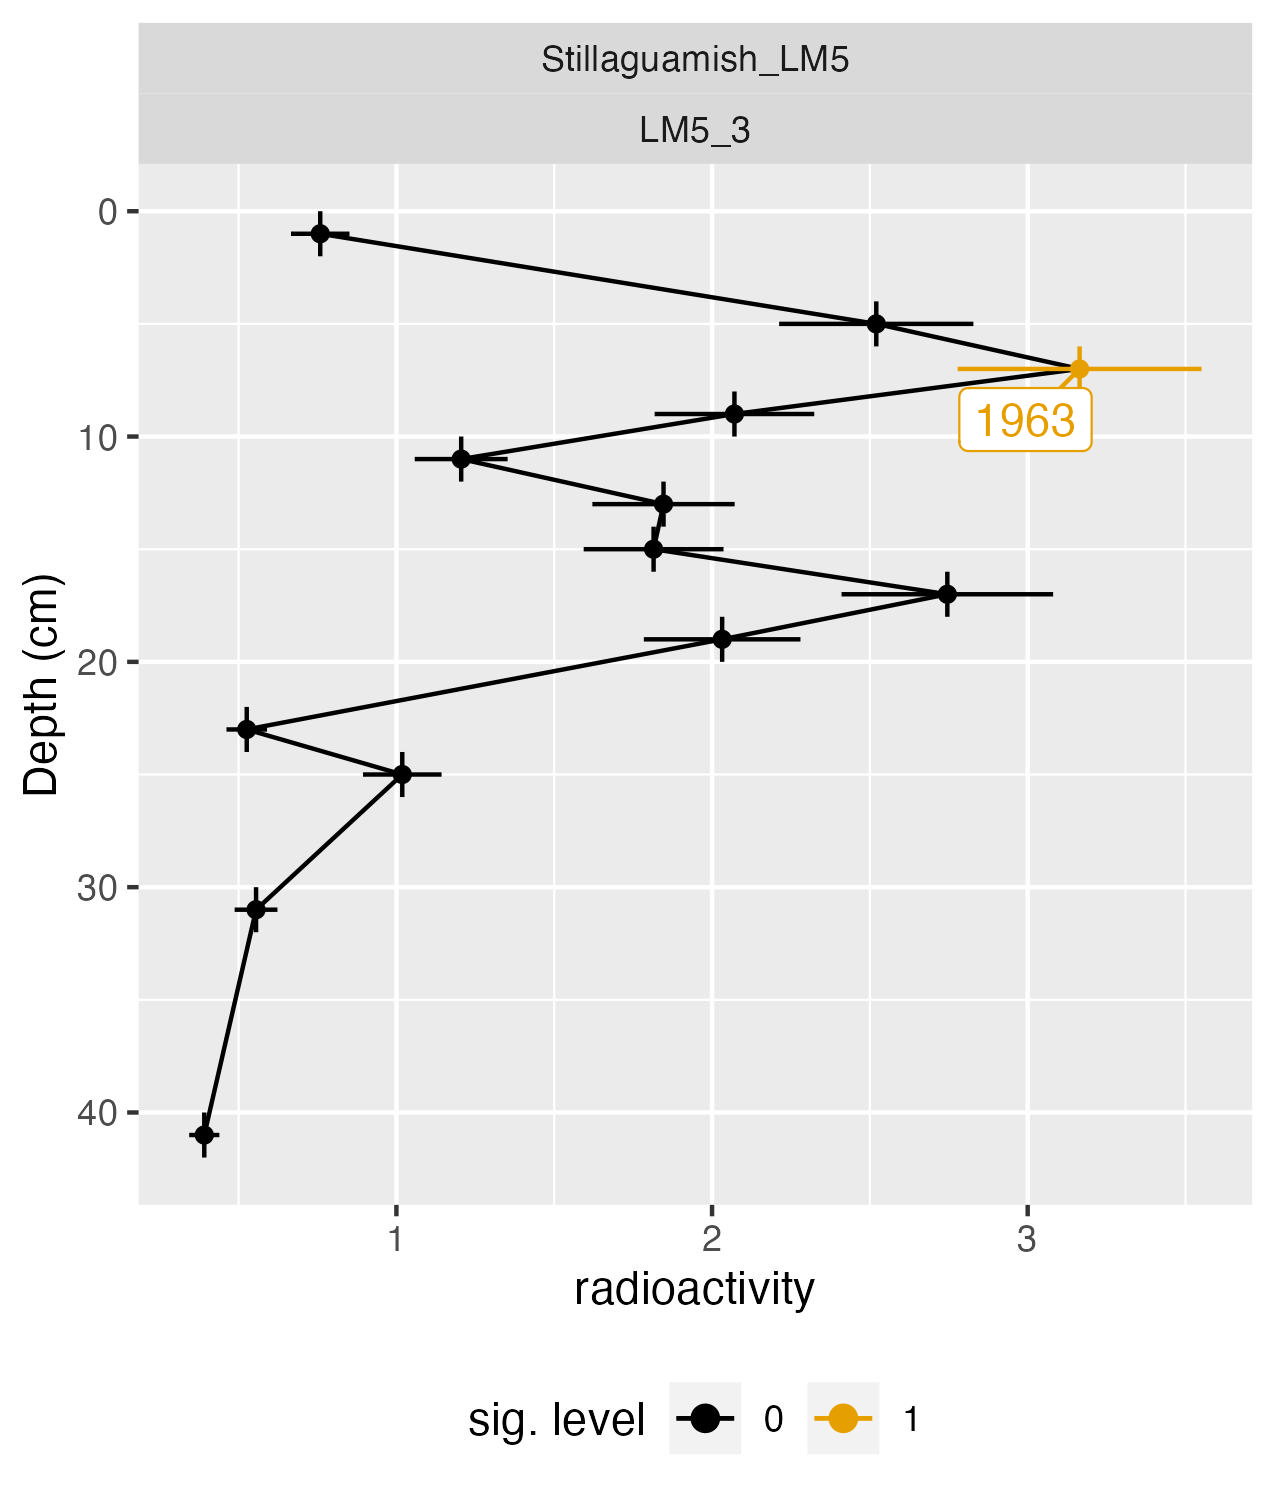 Stillaguamish_LM5
LM5_3
0
10
20
30
40
Depth (cm)
1963
1 2 3
radioactivity
sig. level 0 1